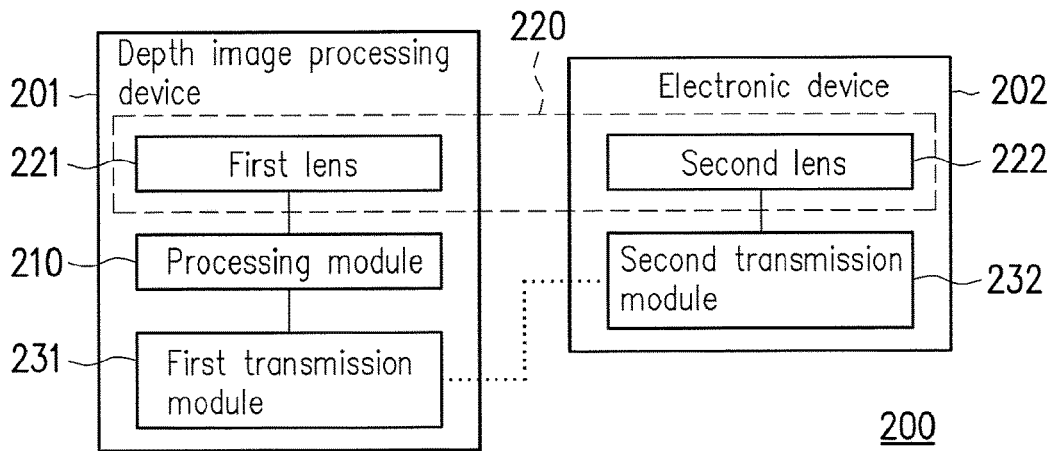 220
Depth image processing
device
201
Electronic device
202
221
First lens
Second lens
222
210
Processing module
Second transmission
module
232
231
First transmission
module
200